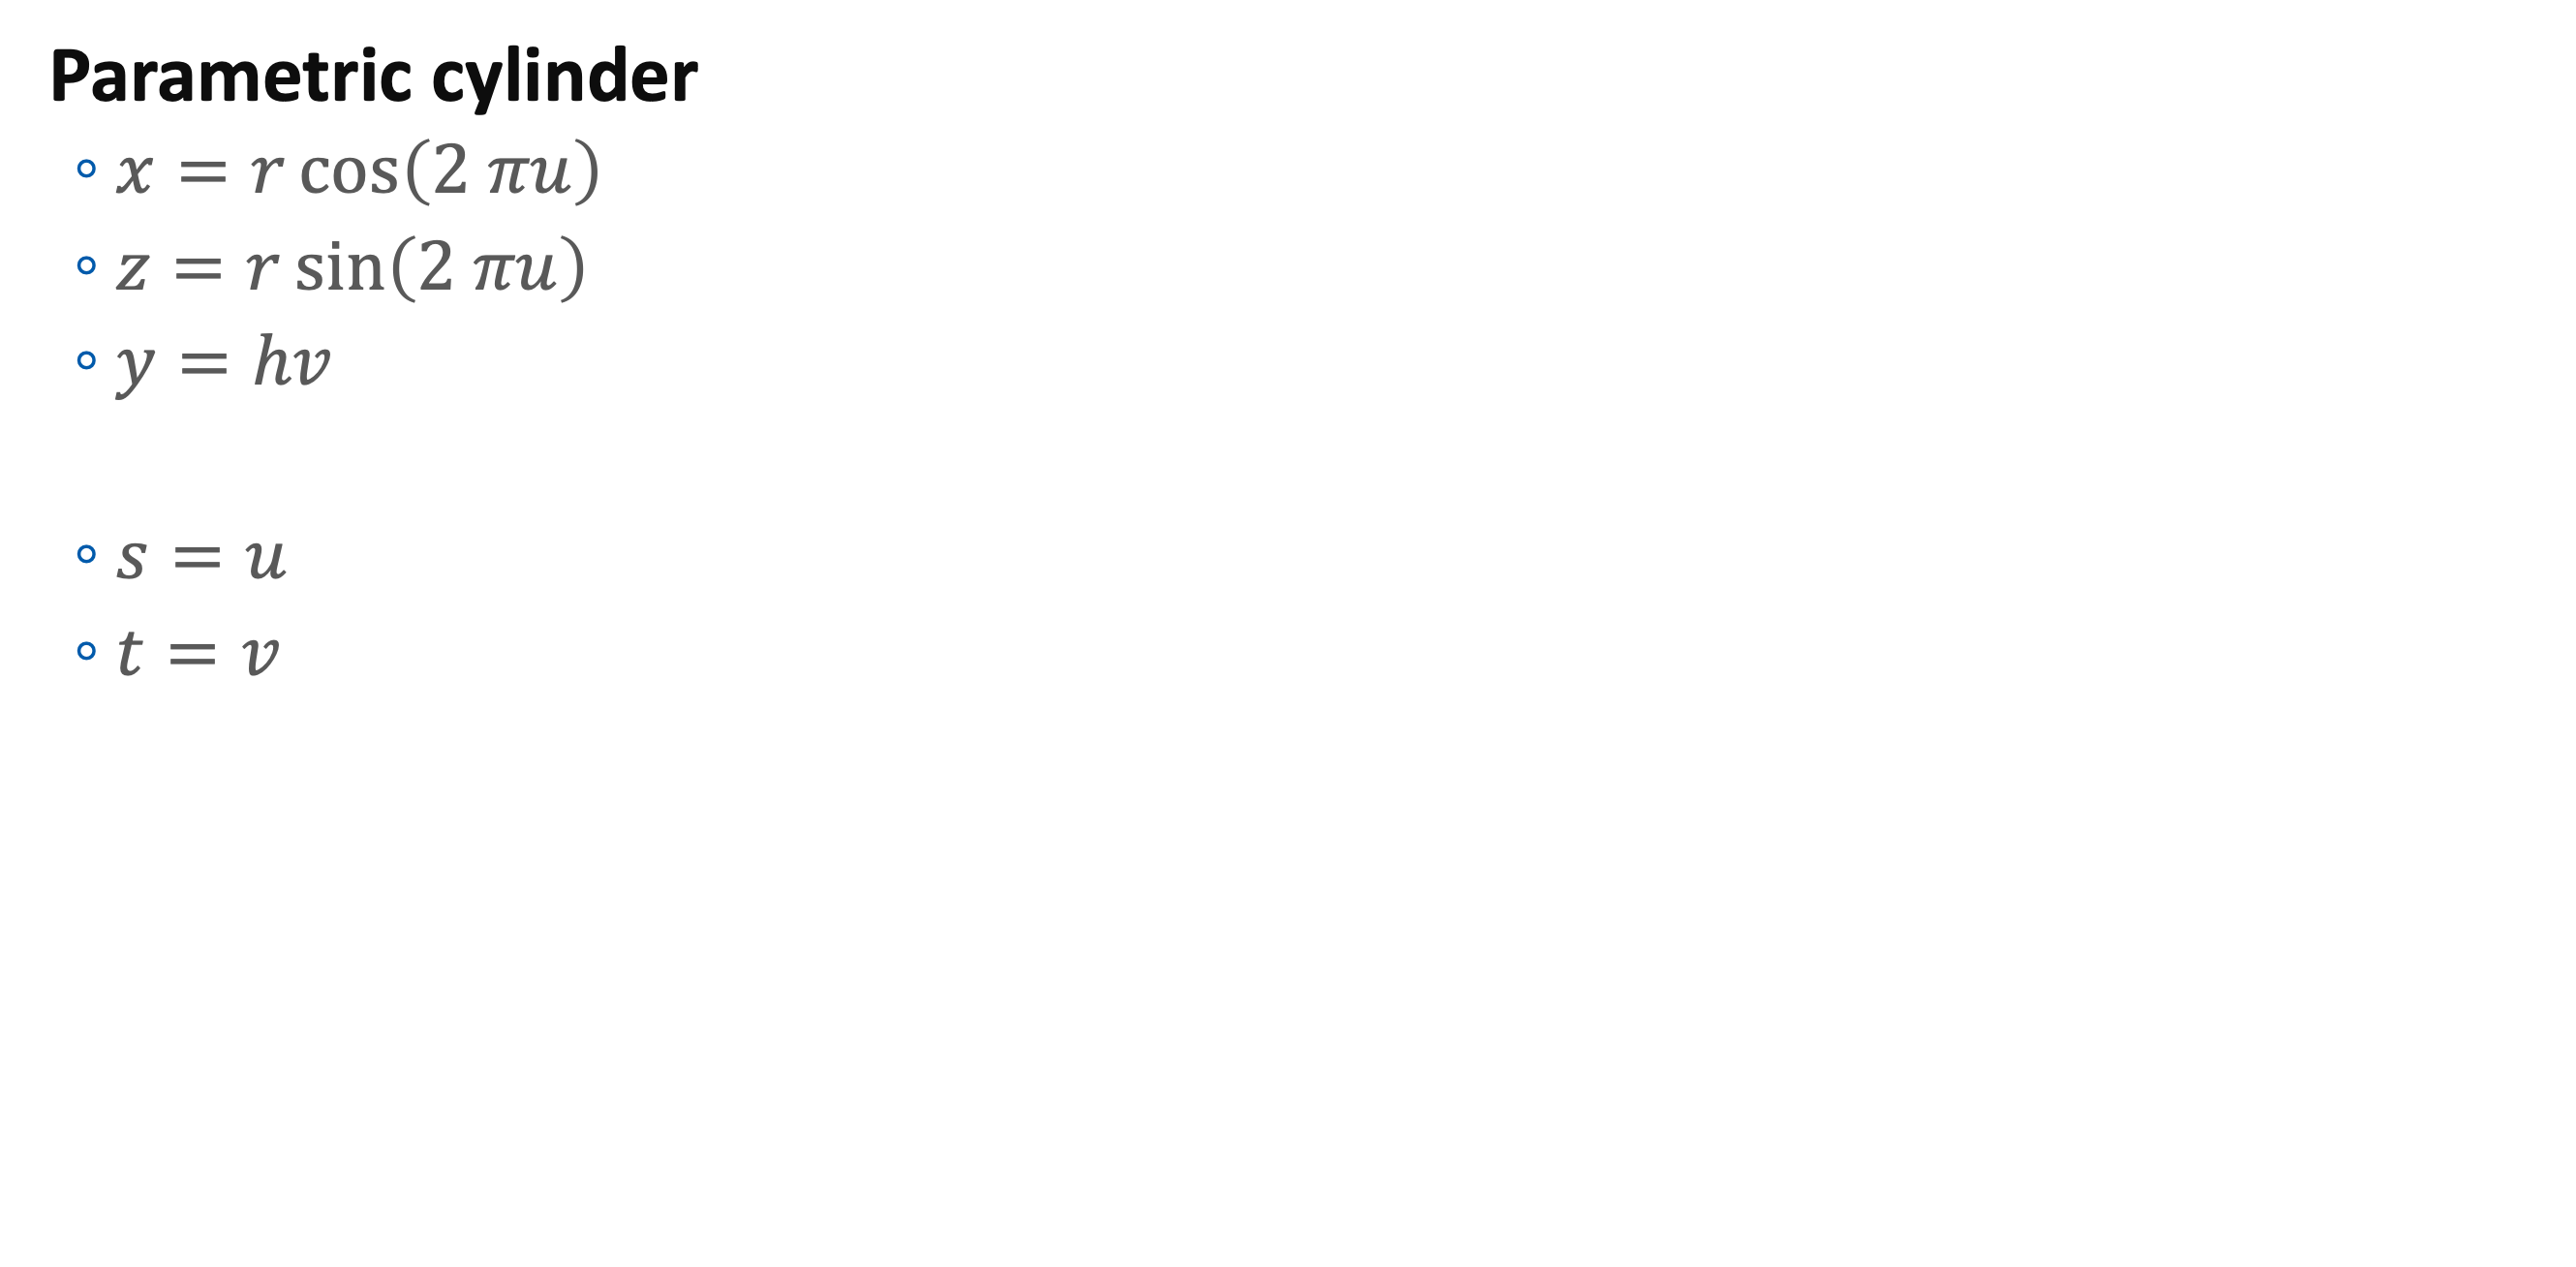 Parametric cylinder
∘ x = r cos(2 πu)
∘ z = r sin(2 πu)
∘ y = hv
∘ s = u
∘ t = v